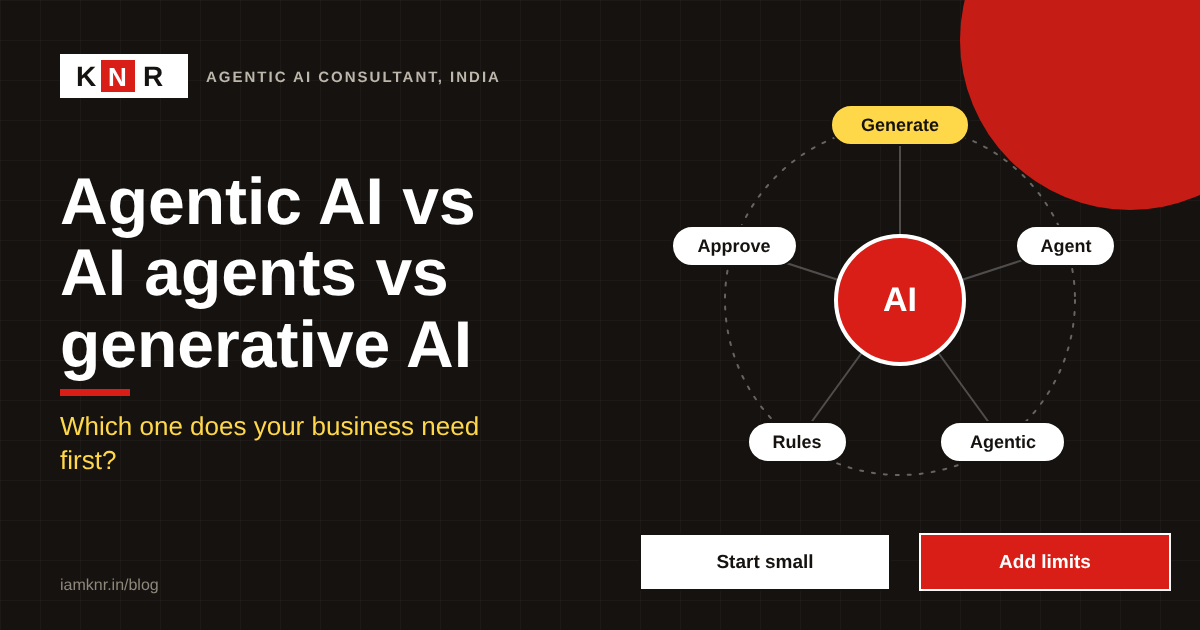 KNR
AGENTIC AI CONSULTANT, INDIA
Agentic AI vs
AI agents vs
generative AI
Which one does your business need
first?
iamknr.in/blog
Generate
Approve
Agent
AI
Rules
Agentic
Start small
Add limits